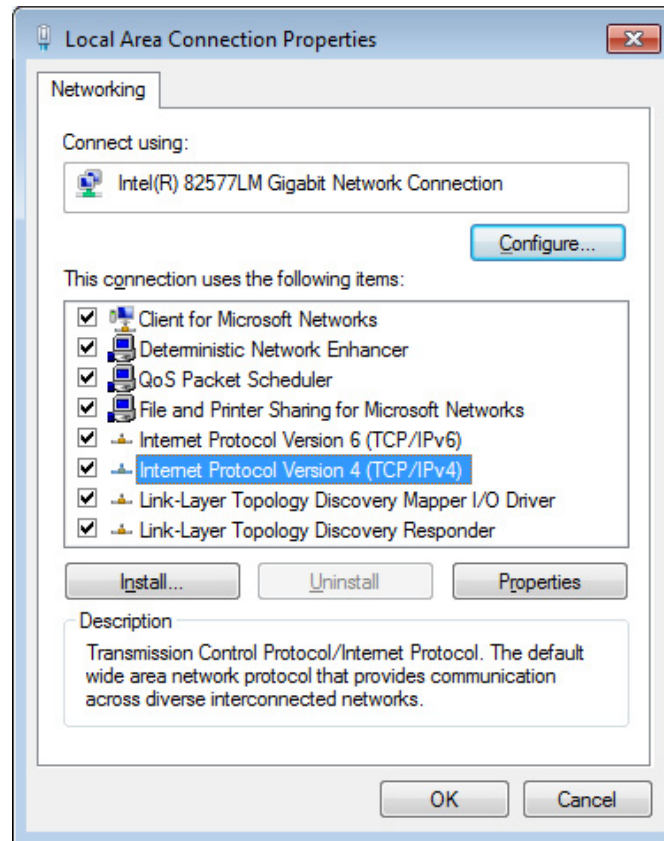 Local Area Connection Properties
Networking
Connect using:
Intel(R) 82577LM Gigabit Network Connection
Configure...
This connection uses the following items:
Client for Microsoft Networks
Deterministic Network Enhancer
QoS Packet Scheduler
File and Printer Sharing for Microsoft Networks
Internet Protocol Version 6 (TCP/IPv6)
Internet Protocol Version 4 (TCP/IPv4)
Link-Layer Topology Discovery Mapper I/O Driver
Link-Layer Topology Discovery Responder
Install... Uninstall Properties
Description
Transmission Control Protocol/Internet Protocol. The default
wide area network protocol that provides communication
across diverse interconnected networks.
OK Cancel